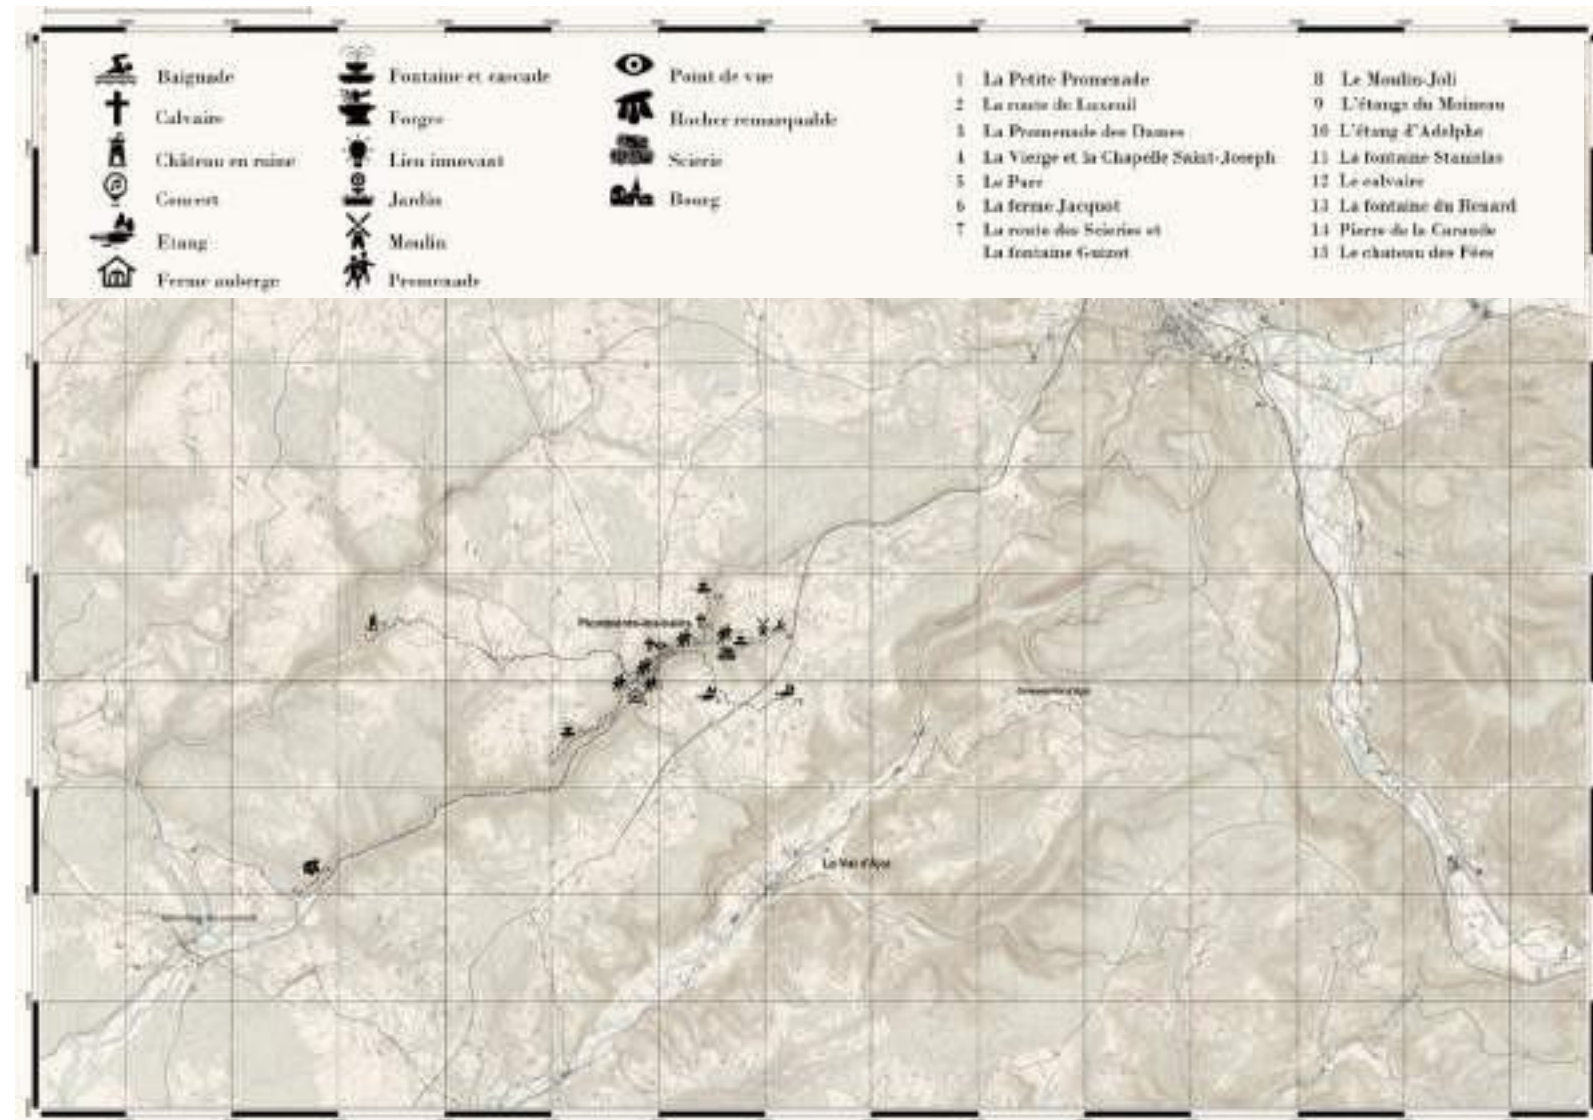 Baignade
Calvaire
Château en ruine
Concert
Etang
Ferme auberge
Fontaine et cascade
Forges
Lieu innovant
Jardin
Moulin
Promenade
Point de vue
Rocher remarquable
Scierie
Bourg
1 La Petite Promenade
2 La route de Luxeuil
3 La Promenade des Dames
4 La Vierge et la Chapelle Saint-Joseph
5 Le Parc
6 La ferme Jacquot
7 La route des Scieries et
La fontaine Guizot
8 Le Moulin-Joli
9 L'étangs du Moineau
10 L'étang d'Adelphe
11 La fontaine Stanislas
12 Le calvaire
13 La fontaine du Renard
14 Pierre de la
15 Le chateau des Fées
Plombières-les-bains
Le Val d'Ajol